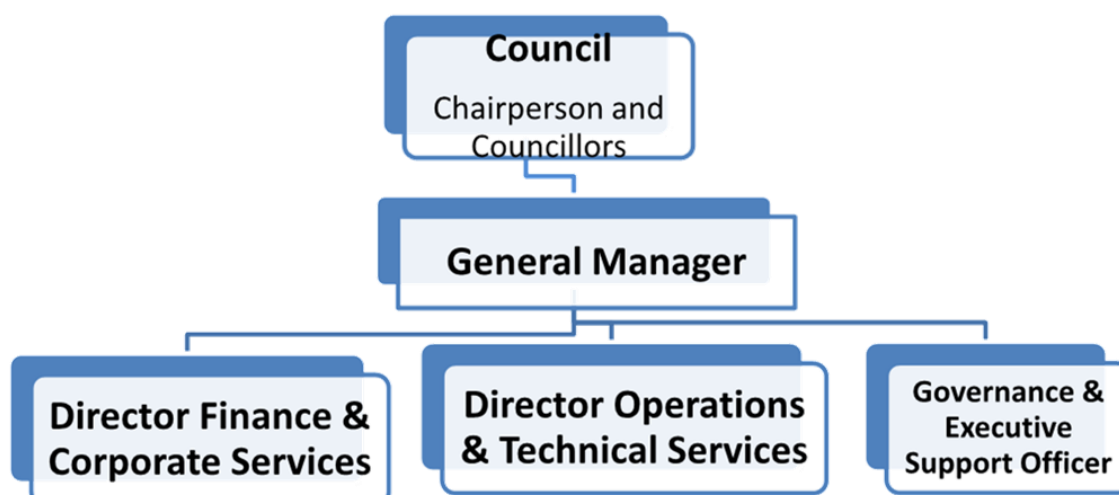 Council
Chairperson and
Councillors
General Manager
Director Finance &
Corporate Services
Director Operations
& Technical Services
Governance &
Executive
Support Officer